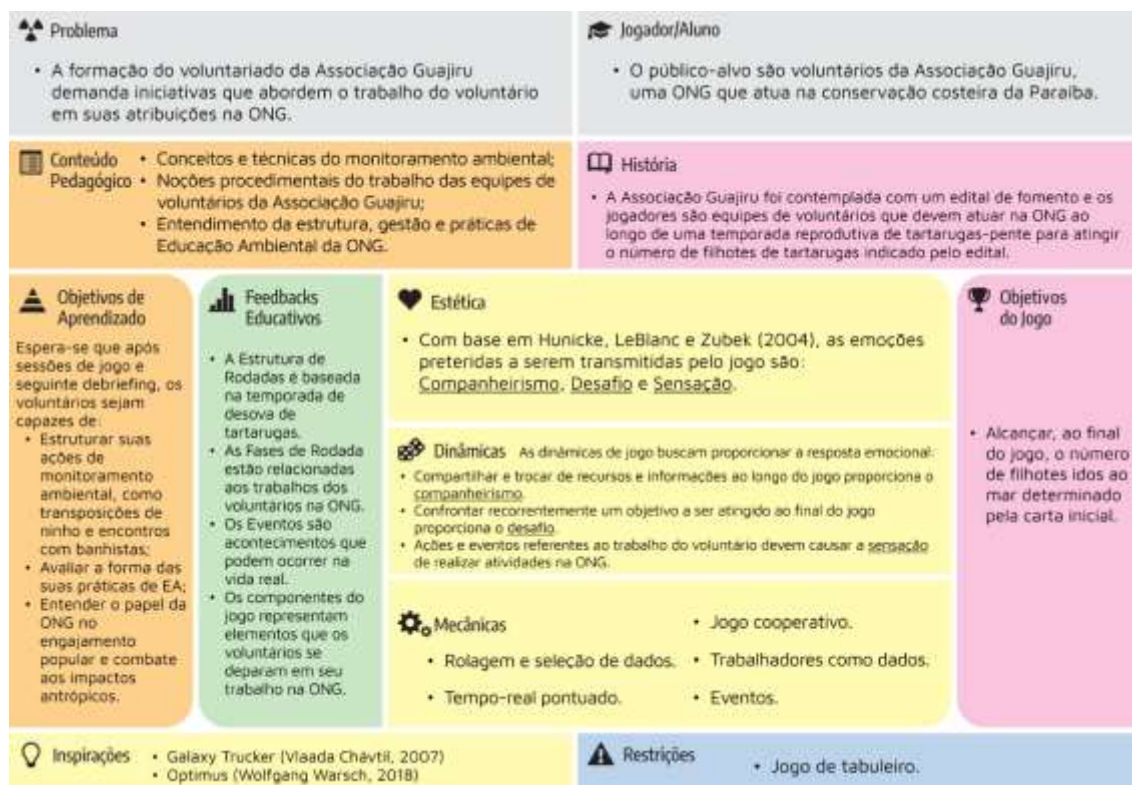 Problema
• A formação do voluntariado da Associação Guajiru
demanda iniciativas que abordem o trabalho do voluntário
em suas atribuições na ONG.
Jogador/Aluno
• O público-alvo são voluntários da Associação Guajiru,
uma ONG que atua na conservação costeira da Paraíba.
Conteúdo
Pedagógico
• Conceitos e técnicas do monitoramento ambiental;
• Noções procedimentais do trabalho das equipes de
voluntários da Associação Guajiru;
• Entendimento da estrutura, gestão e práticas de
Educação Ambiental da ONG.
História
• A Associação Guajiru foi contemplada com um edital de fomento e os
jogadores são equipes de voluntários que devem atuar na ONG ao
longo de uma temporada reprodutiva de tartarugas-pente para atingir
o número de filhotes de tartarugas indicado pelo edital.
Objetivos de
Aprendizado
Espera-se que após
sessões de jogo e
seguinte debriefing, os
voluntários sejam
capazes de:
• Estruturar suas
ações de
monitoramento
ambiental, como
transposições de
ninho e encontros
com banhistas;
• Avaliar a forma das
suas práticas de EA;
• Entender o papel da
ONG no
engajamento
popular e combate
aos impactos
antrópicos.
Feedbacks
Educativos
• A Estrutura de
Rodadas é baseada
na temporada de
desova de
tartarugas.
• As Fases de Rodada
estão relacionadas
aos trabalhos dos
voluntários na ONG.
• Os Eventos são
acontecimentos que
podem ocorrer na
vida real.
• Os componentes do
jogo representam
elementos que os
voluntários se
deparam em seu
trabalho na ONG.
Estética
• Com base em Hunicke, LeBlanc e Zubek (2004), as emoções
preteridas a serem transmitidas pelo jogo são:
Companheirismo, Desafio e Sensação.
Dinâmicas As dinâmicas de jogo buscam proporcionar a resposta emocional:
• Compartilhar e trocar de recursos e informações ao longo do jogo proporciona o
companheirismo.
• Confrontar recorrentemente um objetivo a ser atingido ao final do jogo
proporciona o desafio.
• Ações e eventos referentes ao trabalho do voluntário devem causar a sensação
de realizar atividades na ONG.
Mecânicas
• Rolagem e seleção de dados.
• Tempo-real pontuado.
• Jogo cooperativo.
• Trabalhadores como dados.
• Eventos.
Objetivos
do Jogo
• Alcançar, ao final
do jogo, o número
de filhotes idos ao
mar determinado
pela carta inicial.
Inspirações
• Galaxy Trucker (Vlaada Chávtil, 2007)
• Optimus (Wolfgang Warsch, 2018)
Restrições
• Jogo de tabuleiro.